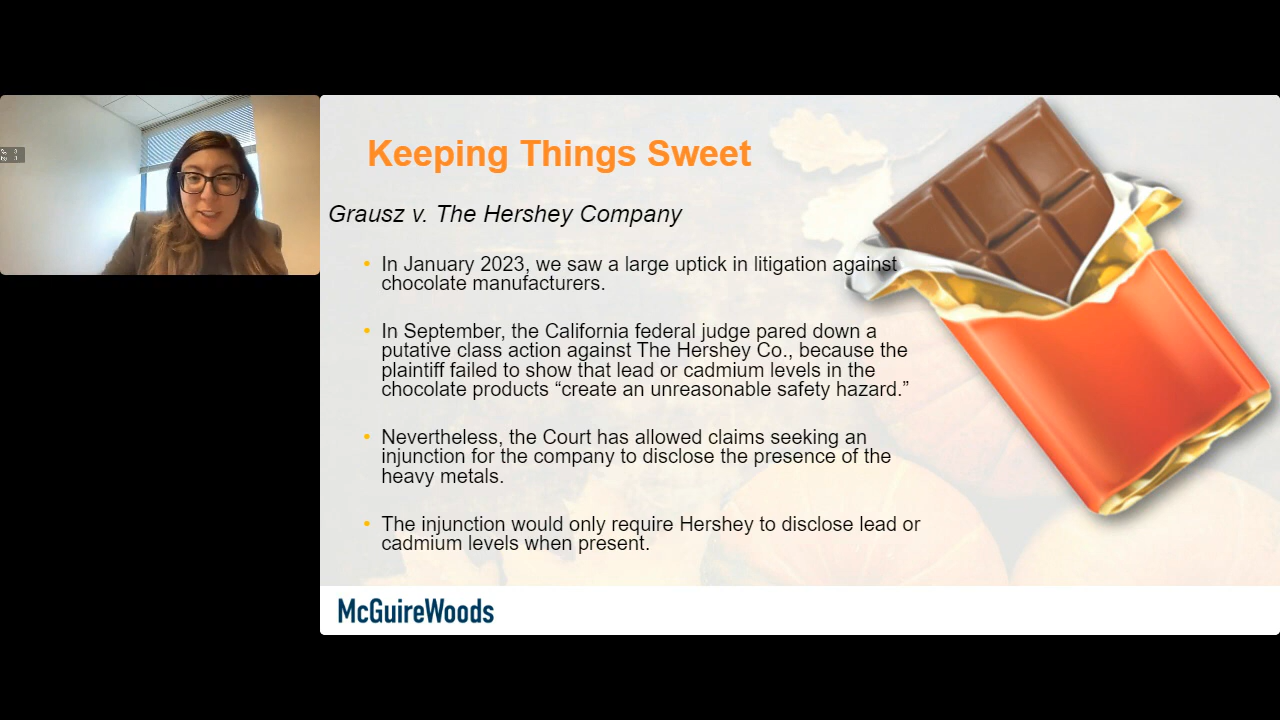 Keeping Things Sweet
Grausz v. The Hershey Company
• In January 2023, we saw a large uptick in litigation against
chocolate manufacturers.
• In September, the California federal judge pared down a
putative class action against The Hershey Co., because the
plaintiff failed to show that lead or cadmium levels in the
chocolate products “create an unreasonable safety hazard.”
• Nevertheless, the Court has allowed claims seeking an
injunction for the company to disclose the presence of the
heavy metals.
• The injunction would only require Hershey to disclose lead or
cadmium levels when present.
McGuireWoods